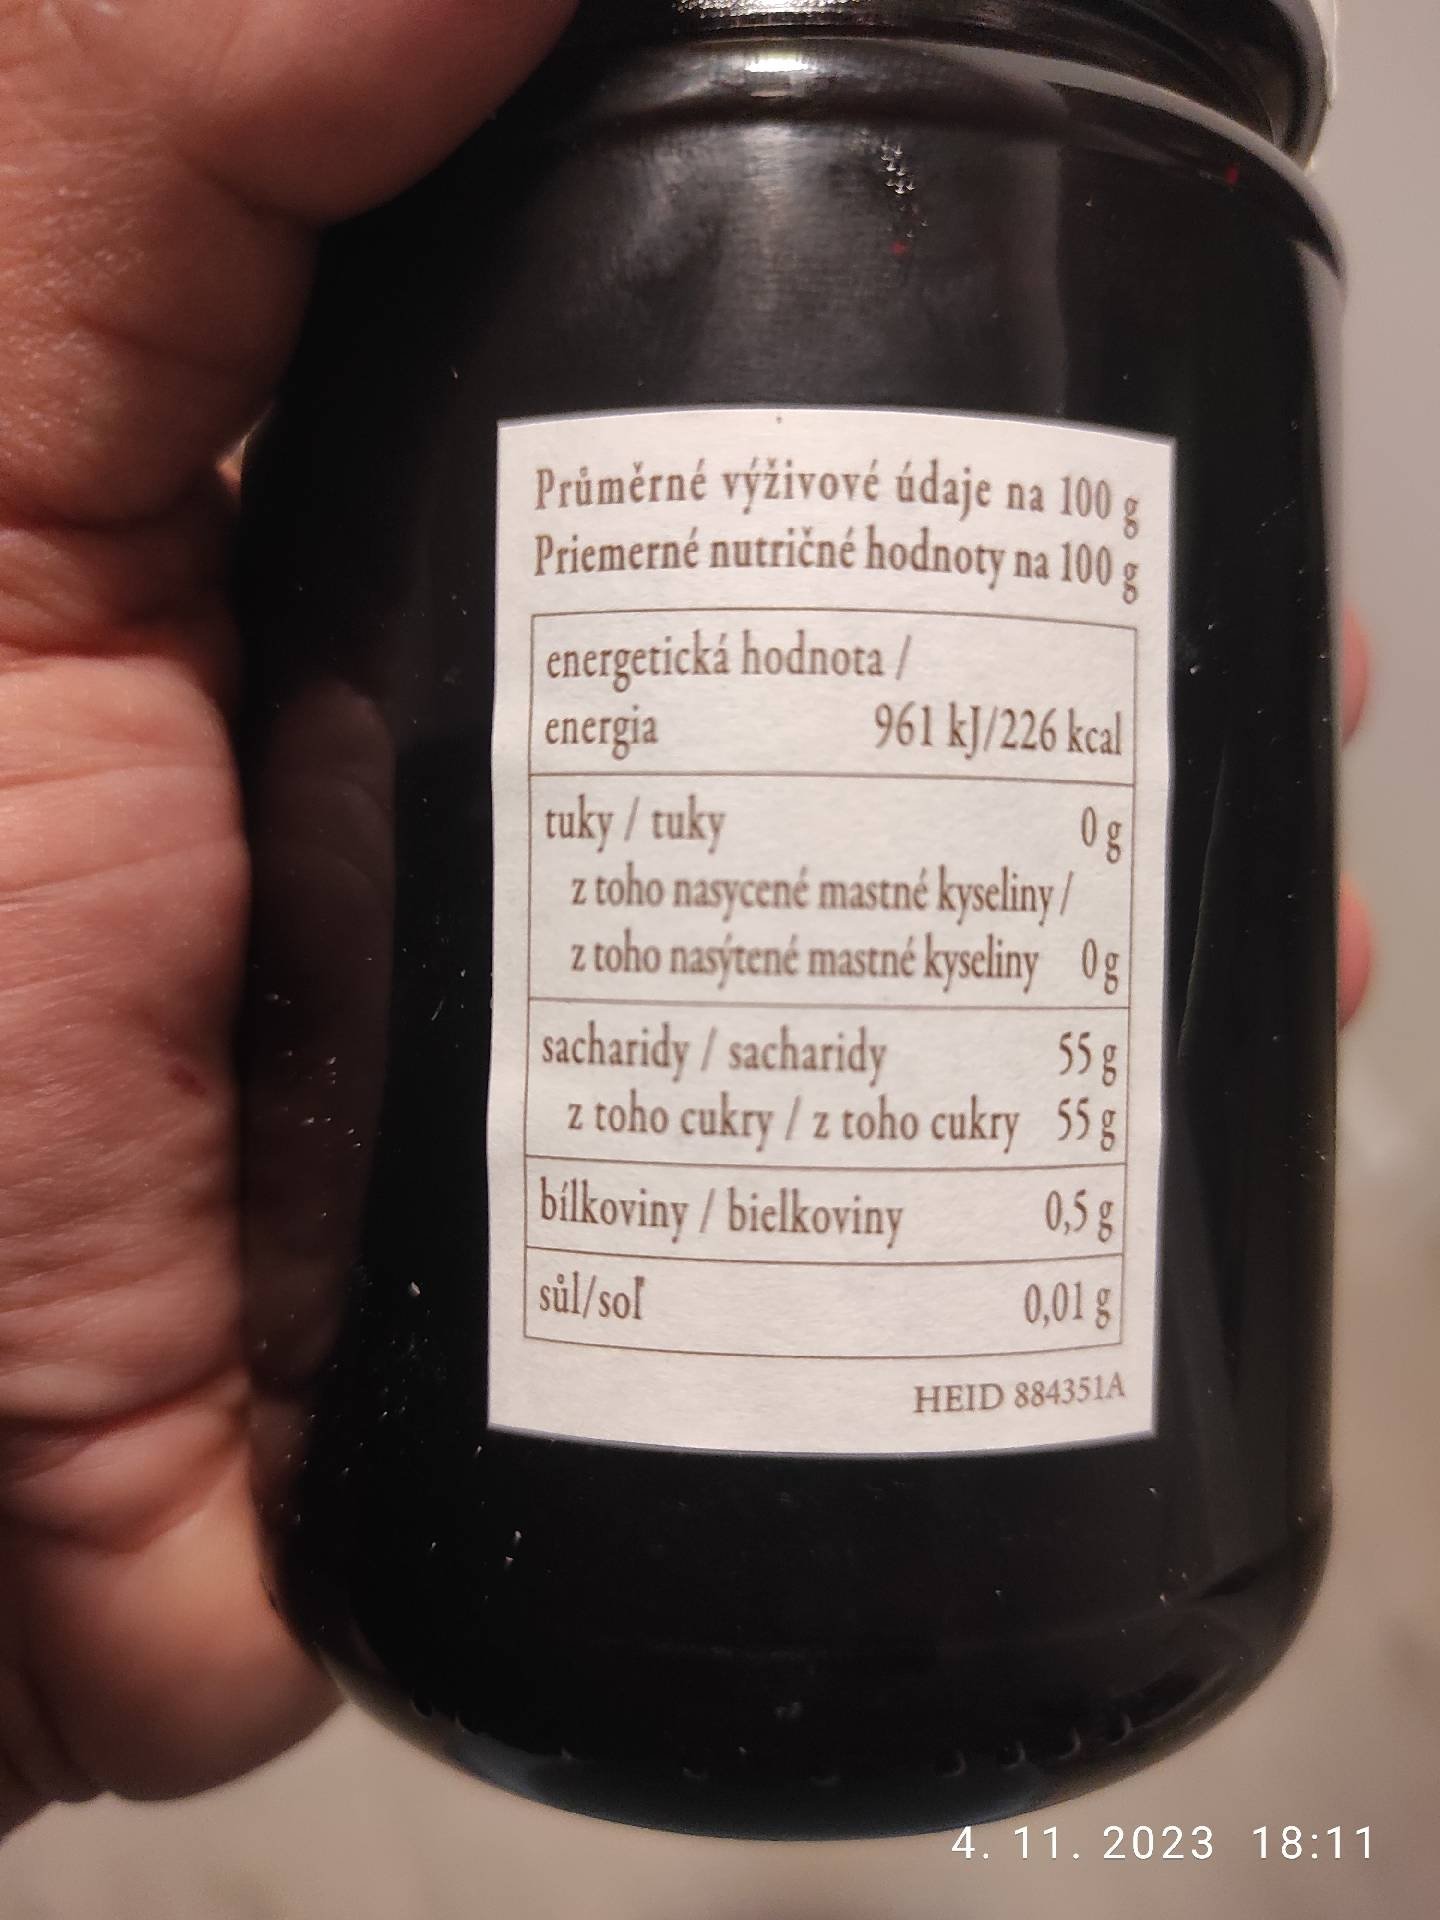 Průměrné výživové údaje na 100 g
Priemerné nutričné hodnoty na 100 g
energetická hodnota /
energia 961 kJ/226 kcal
tuky / tuky 0 g
z toho nasycené mastné kyseliny /
z toho nasýtené mastné kyseliny 0 g
sacharidy / sacharidy 55 g
z toho cukry / z toho cukry 55 g
bílkoviny / bielkoviny 0,5 g
sůl/soľ 0,01 g
HEID 884351A
4. 11. 2023 18:11